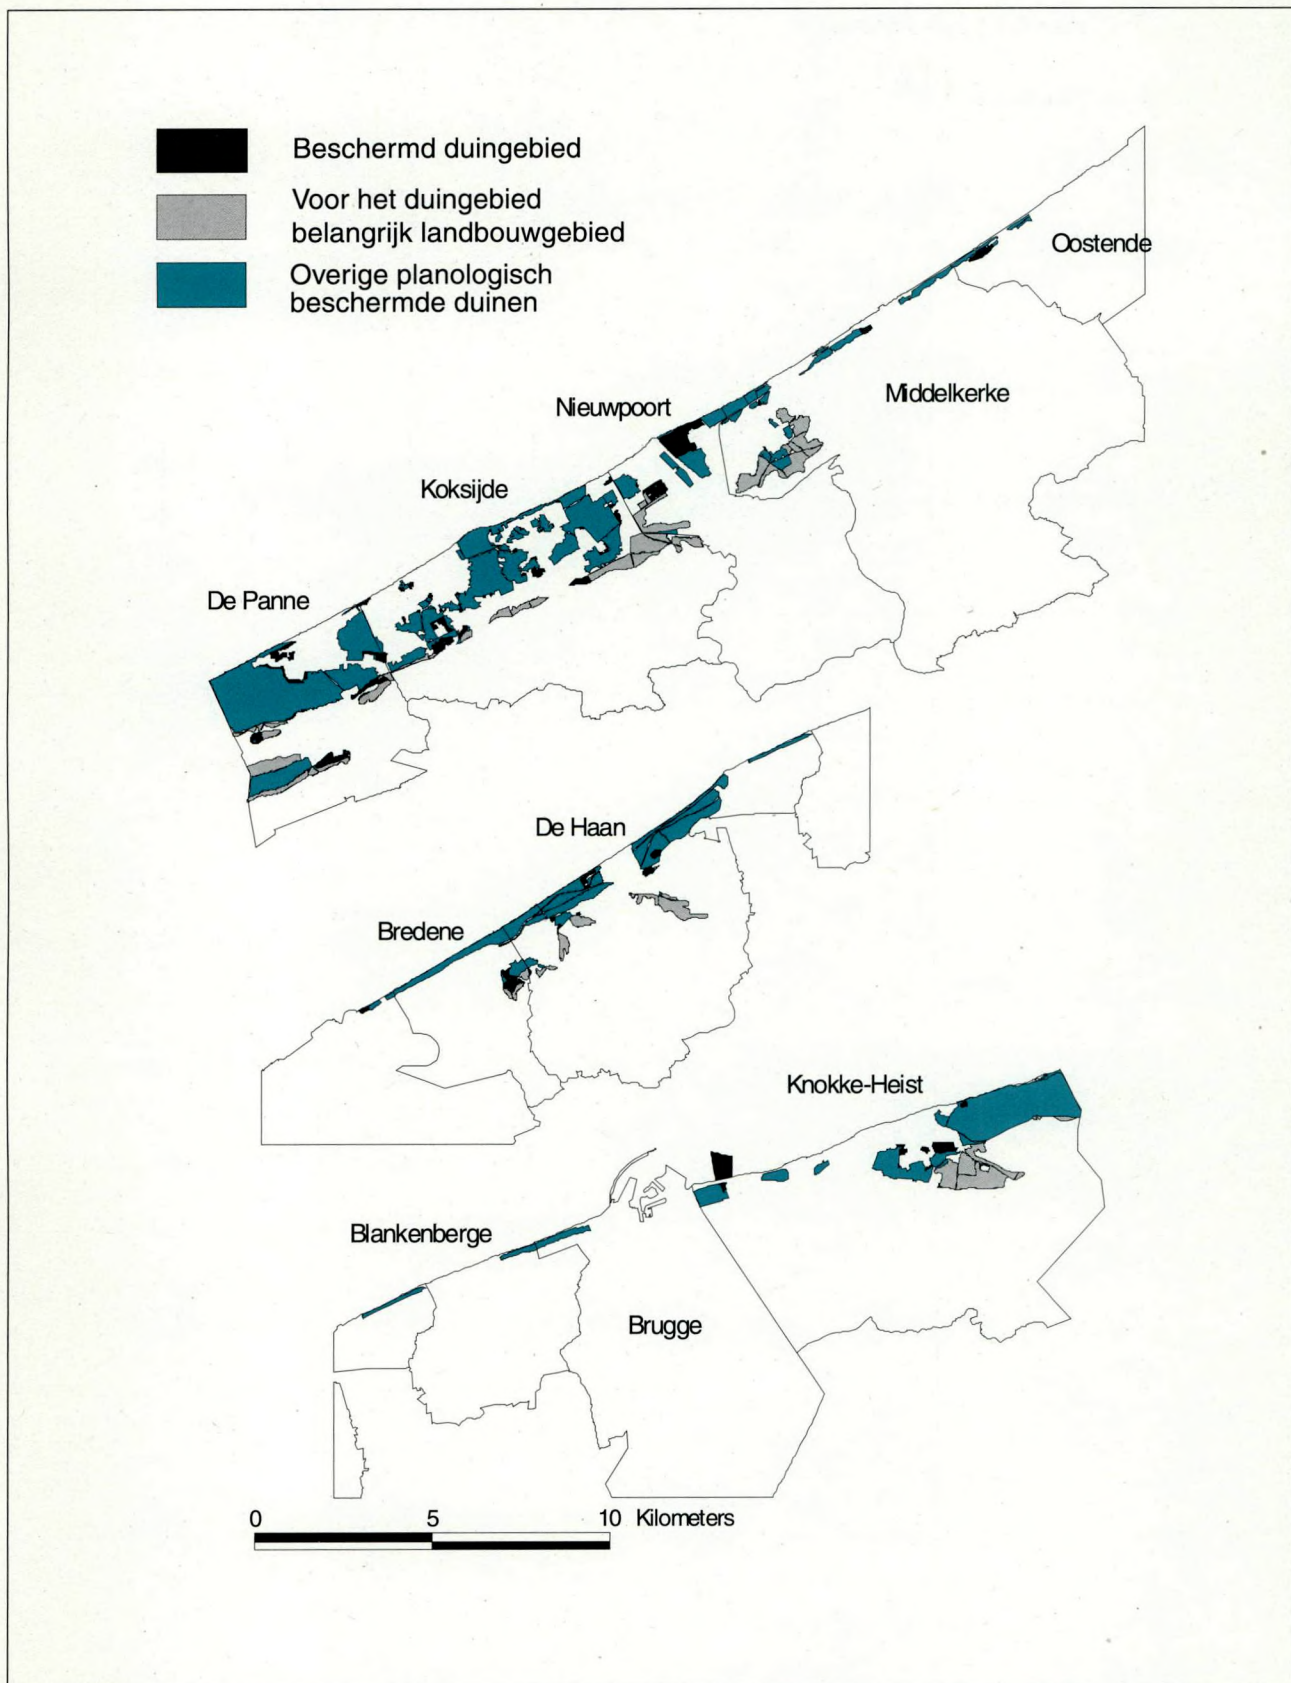 Beschermd duingebied
Voor het duingebied
belangrijk landbouwgebied
Overige planologisch
beschermde duinen
Oostende
Middelkerke
Nieuwpoort
Koksijde
De Panne
De Haan
Bredene
Knokke-Heist
Blankenberge
Brugge
0 5 10 Kilometers